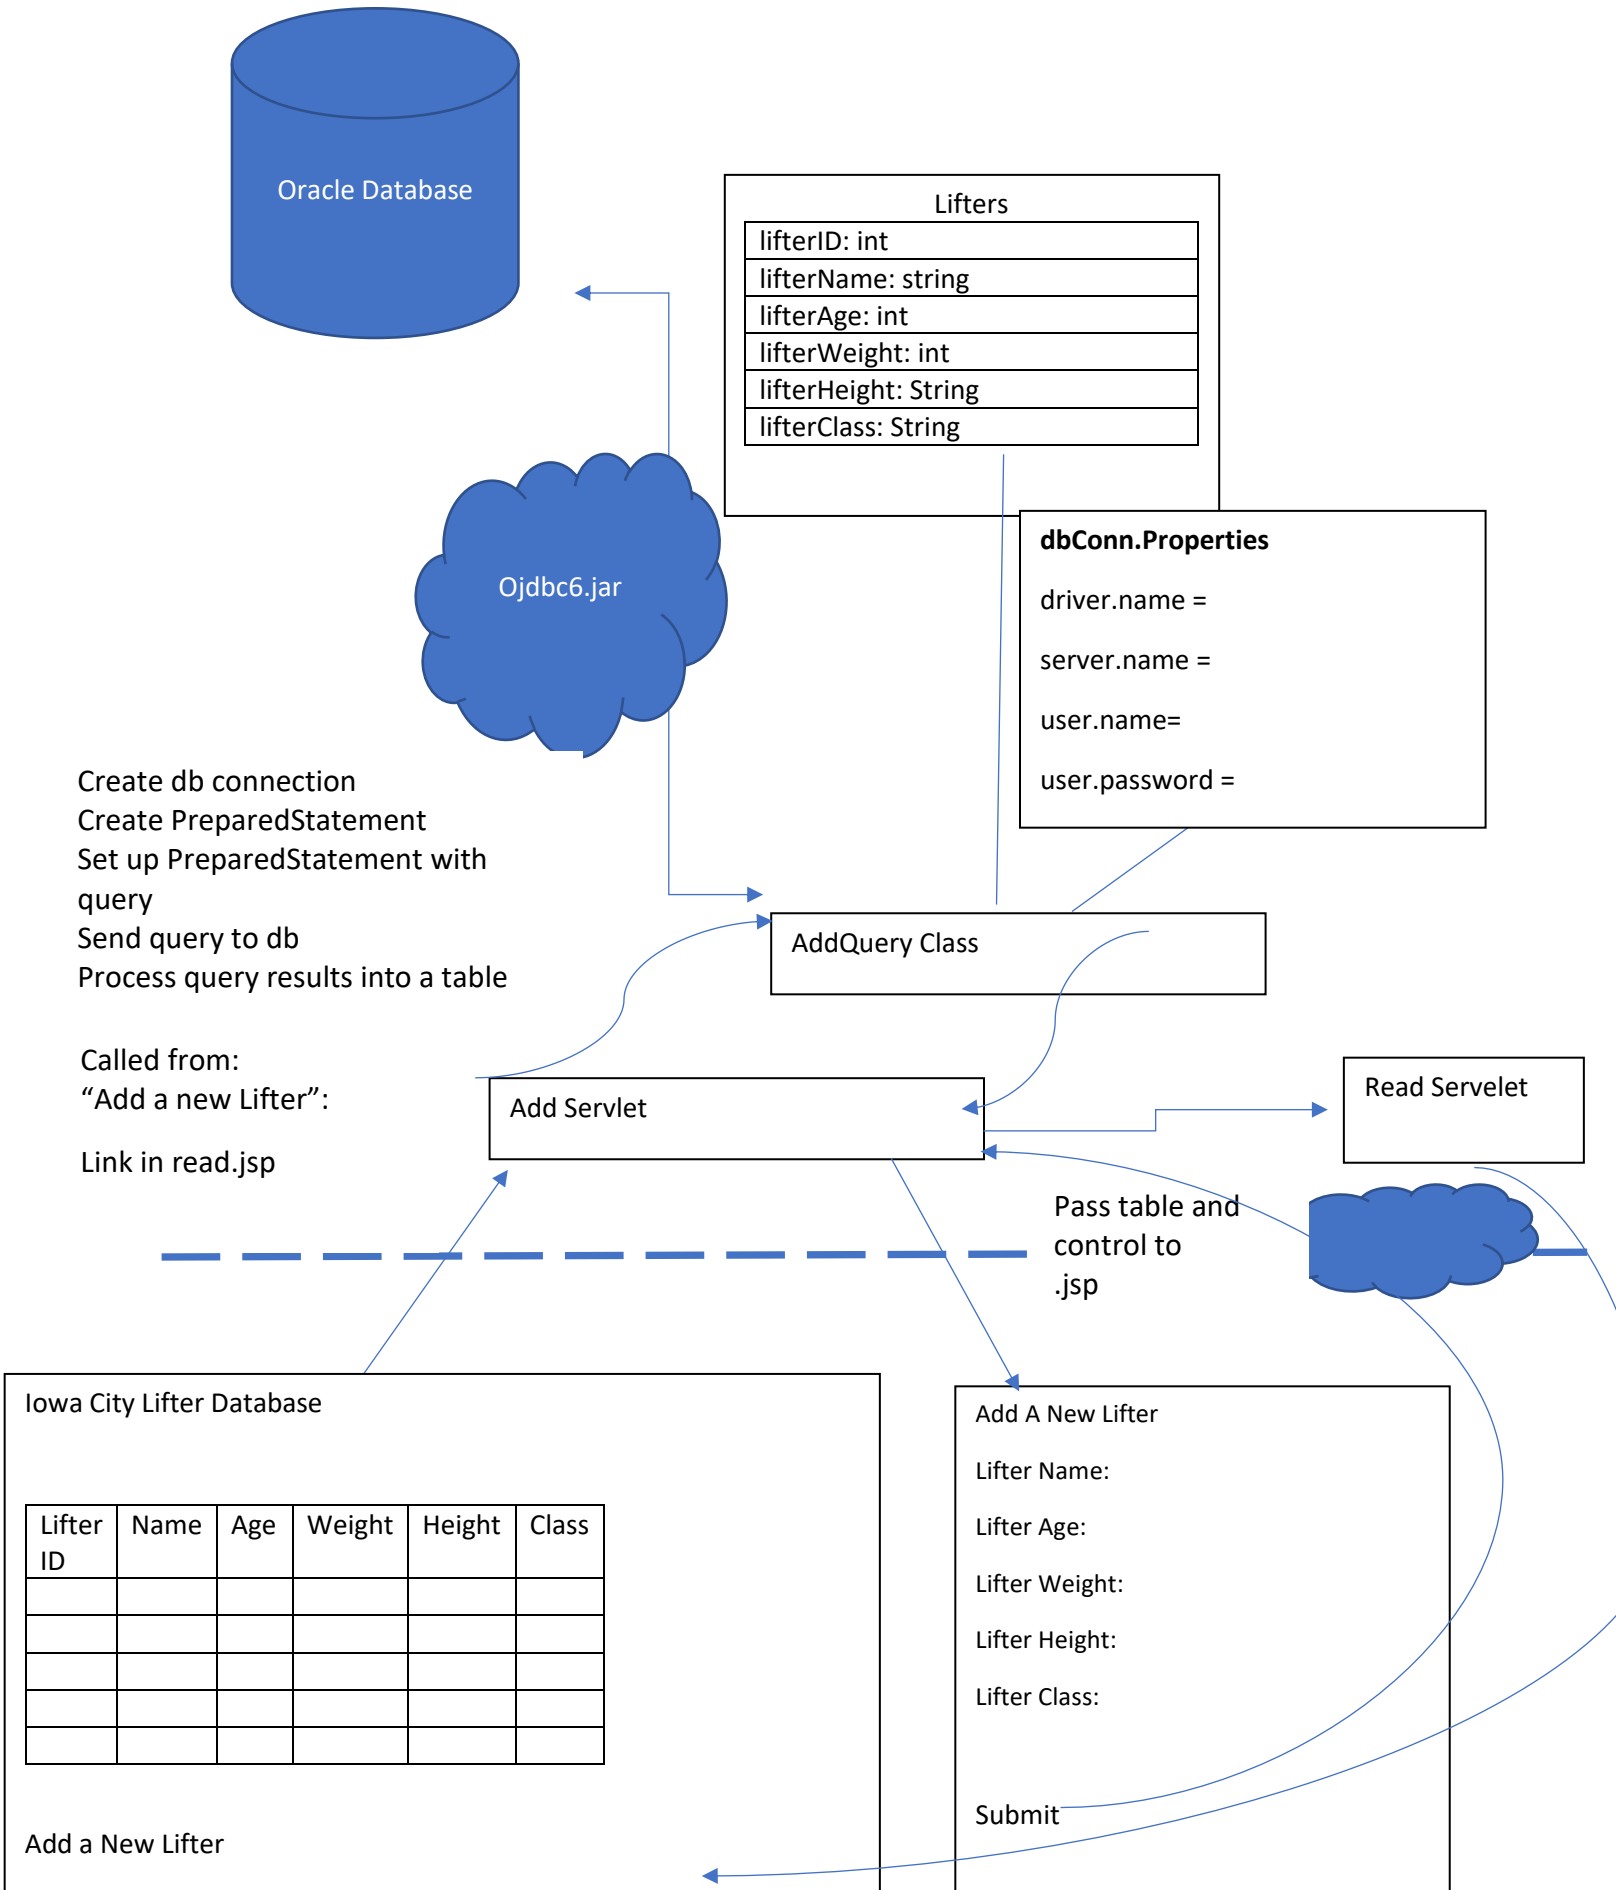 Oracle Database
Lifters
lifterID: int
lifterName: string
lifterAge: int
lifterWeight: int
lifterHeight: String
lifterClass: String
Ojdbc6.jar
dbConn.Properties
driver.name =
server.name =
user.name=
user.password =
Create db connection
Create PreparedStatement
Set up PreparedStatement with
query
Send query to db
Process query results into a table
AddQuery Class
Called from:
“Add a new Lifter”:
Link in read.jsp
Add Servlet
Read Servelet
Pass table and
control to
.jsp
Iowa City Lifter Database
Lifter ID Name Age Weight Height Class
Add a New Lifter
Add A New Lifter
Lifter Name:
Lifter Age:
Lifter Weight:
Lifter Height:
Lifter Class:
Submit